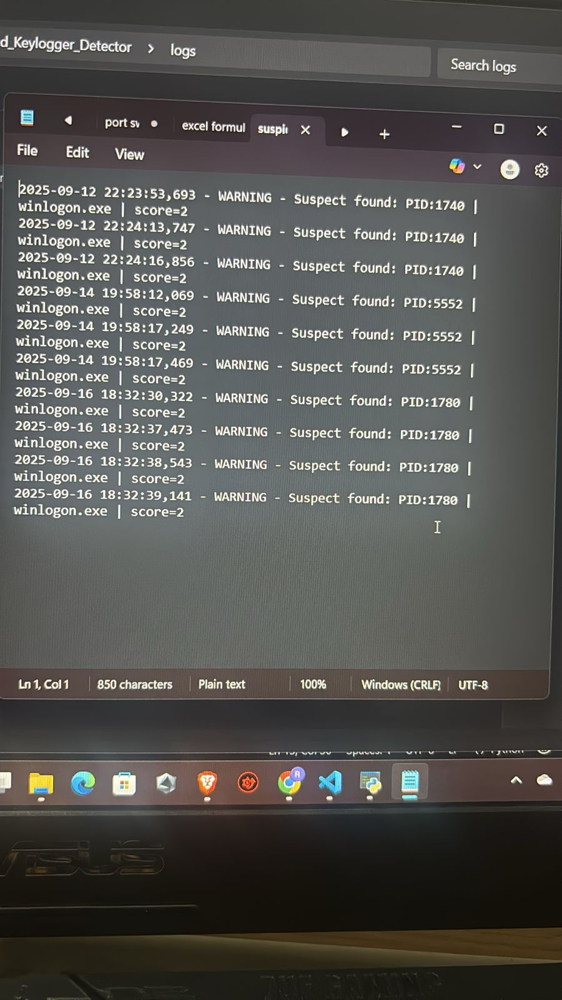 d_Keylogger_Detector > logs
Search logs
port sv
excel formul
suspi
File Edit View
2025-09-12 22:23:53,693 - WARNING - Suspect found: PID:1740 |
winlogon.exe | score=2
2025-09-12 22:24:13,747 - WARNING - Suspect found: PID:1740 |
winlogon.exe | score=2
2025-09-12 22:24:16,856 - WARNING - Suspect found: PID:1740 |
winlogon.exe | score=2
2025-09-14 19:58:12,069 - WARNING - Suspect found: PID:5552 |
winlogon.exe | score=2
2025-09-14 19:58:17,249 - WARNING - Suspect found: PID:5552 |
winlogon.exe | score=2
2025-09-14 19:58:17,469 - WARNING - Suspect found: PID:5552 |
winlogon.exe | score=2
2025-09-16 18:32:30,322 - WARNING - Suspect found: PID:1780 |
winlogon.exe | score=2
2025-09-16 18:32:37,473 - WARNING - Suspect found: PID:1780 |
winlogon.exe | score=2
2025-09-16 18:32:38,543 - WARNING - Suspect found: PID:1780 |
winlogon.exe | score=2
2025-09-16 18:32:39,141 - WARNING - Suspect found: PID:1780 |
winlogon.exe | score=2
Ln 1, Col 1 850 characters Plain text 100% Windows (CRLF) UTF-8
R
ASUS